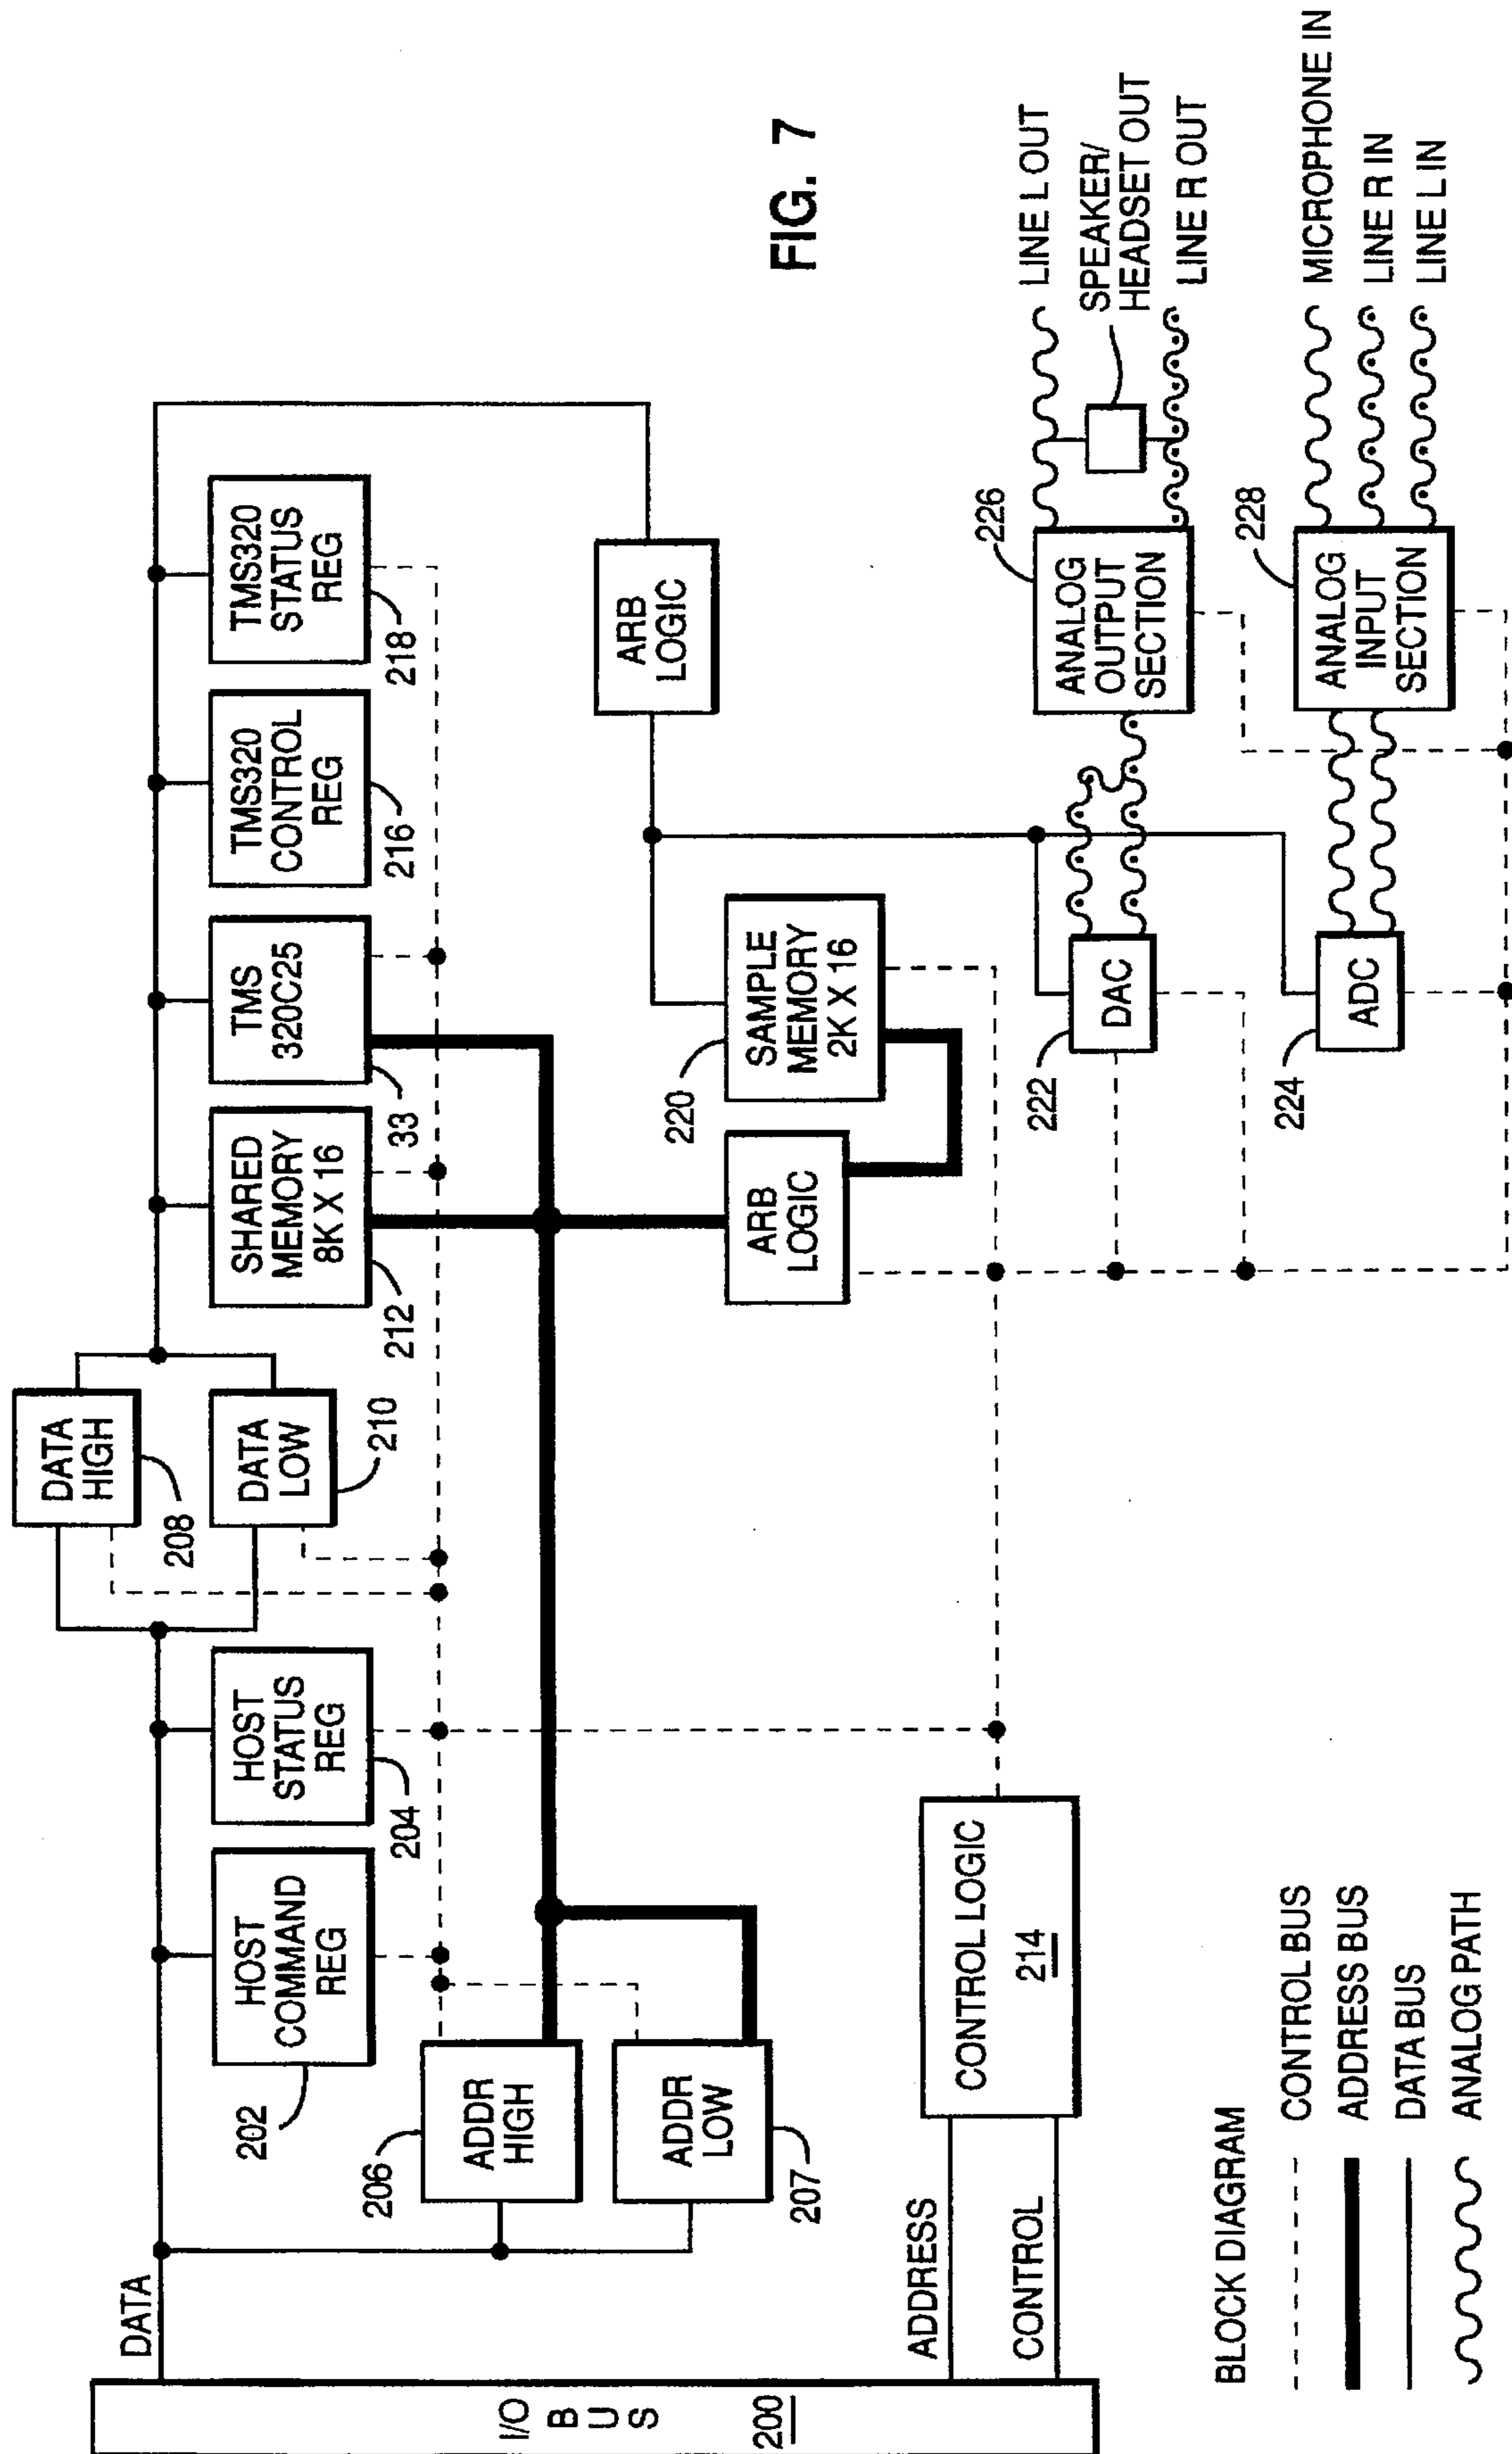 FIG. 7
I/O
B
U
S
200
DATA
ADDRESS
CONTROL
HOST
COMMAND
REG
202
HOST
STATUS
REG
204
ADDR
HIGH
206
ADDR
LOW
207
DATA
HIGH
208
DATA
LOW
210
SHARED
MEMORY
8K X 16
212
TMS
320C25
33
TMS320
CONTROL
REG
216
TMS320
STATUS
REG
218
CONTROL LOGIC
214
ARB
LOGIC
SAMPLE
MEMORY
2K X 16
220
ARB
LOGIC
DAC
222
ADC
224
ANALOG
OUTPUT
SECTION
226
ANALOG
INPUT
SECTION
228
LINE L OUT
SPEAKER/
HEADSET OUT
LINE R OUT
MICROPHONE IN
LINE R IN
LINE L IN
BLOCK DIAGRAM
CONTROL BUS
ADDRESS BUS
DATA BUS
ANALOG PATH